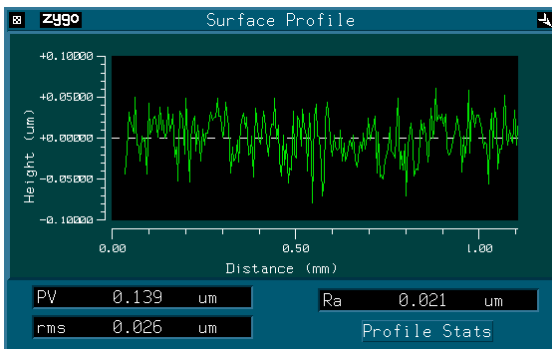 zygo Surface Profile
+0.10000
+0.05000
+0.00000
-0.05000
-0.10000
Height (um)
0.00 0.50 1.00
Distance (mm)
PV 0.139 um
Ra 0.021 um
rms 0.026 um
Profile Stats